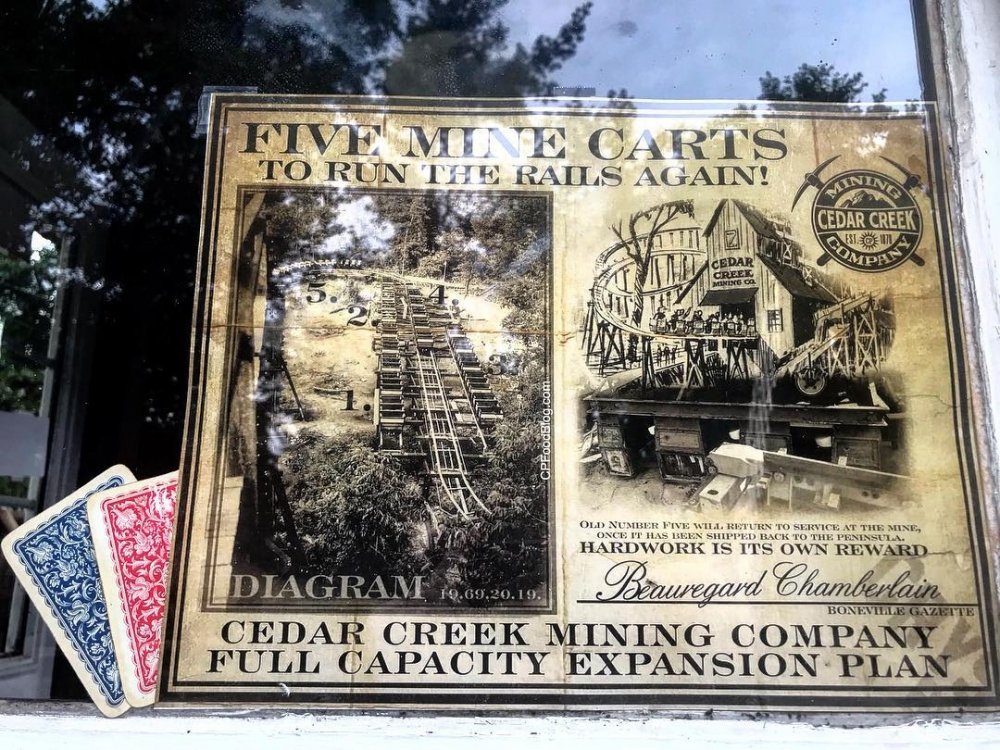 FIVE MINE CARTS
TO RUN THE RAILS AGAIN!
MINING
CEDAR CREEK
EST. 1870
COMPANY
5.
4.
2
3
1.
CEDAR
CREEK
MINING CO.
CPFoodBlog.com
OLD NUMBER FIVE WILL RETURN TO SERVICE AT THE MINE,
ONCE IT HAS BEEN SHIPPED BACK TO THE PENINSULA.
HARDWORK IS ITS OWN REWARD
Beauregard Chamberlain
BONEVILLE GAZETTE
DIAGRAM 19.69.20.19.
CEDAR CREEK MINING COMPANY
FULL CAPACITY EXPANSION PLAN